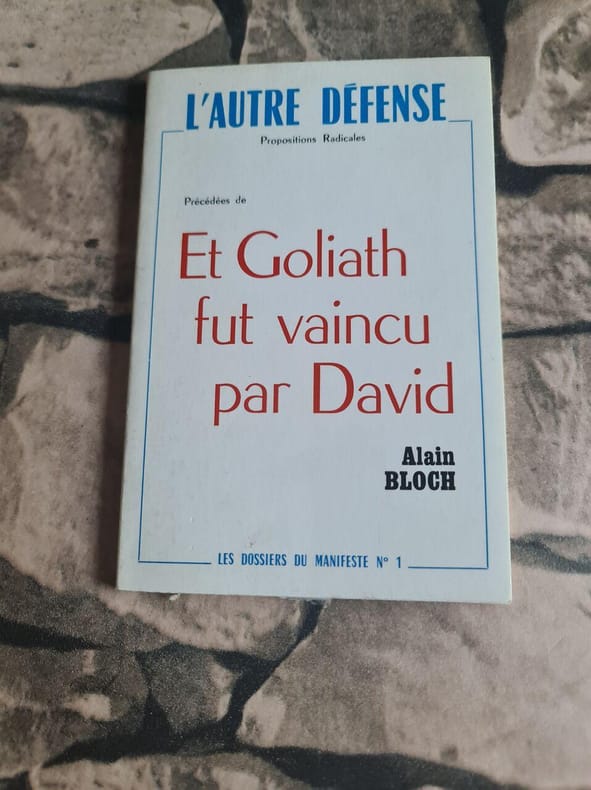 L'AUTRE DÉFENSE
Propositions Radicales
Précédées de
Et Goliath
fut vaincu
par David
Alain
BLOCH
LES DOSSIERS DU MANIFESTE N° 1